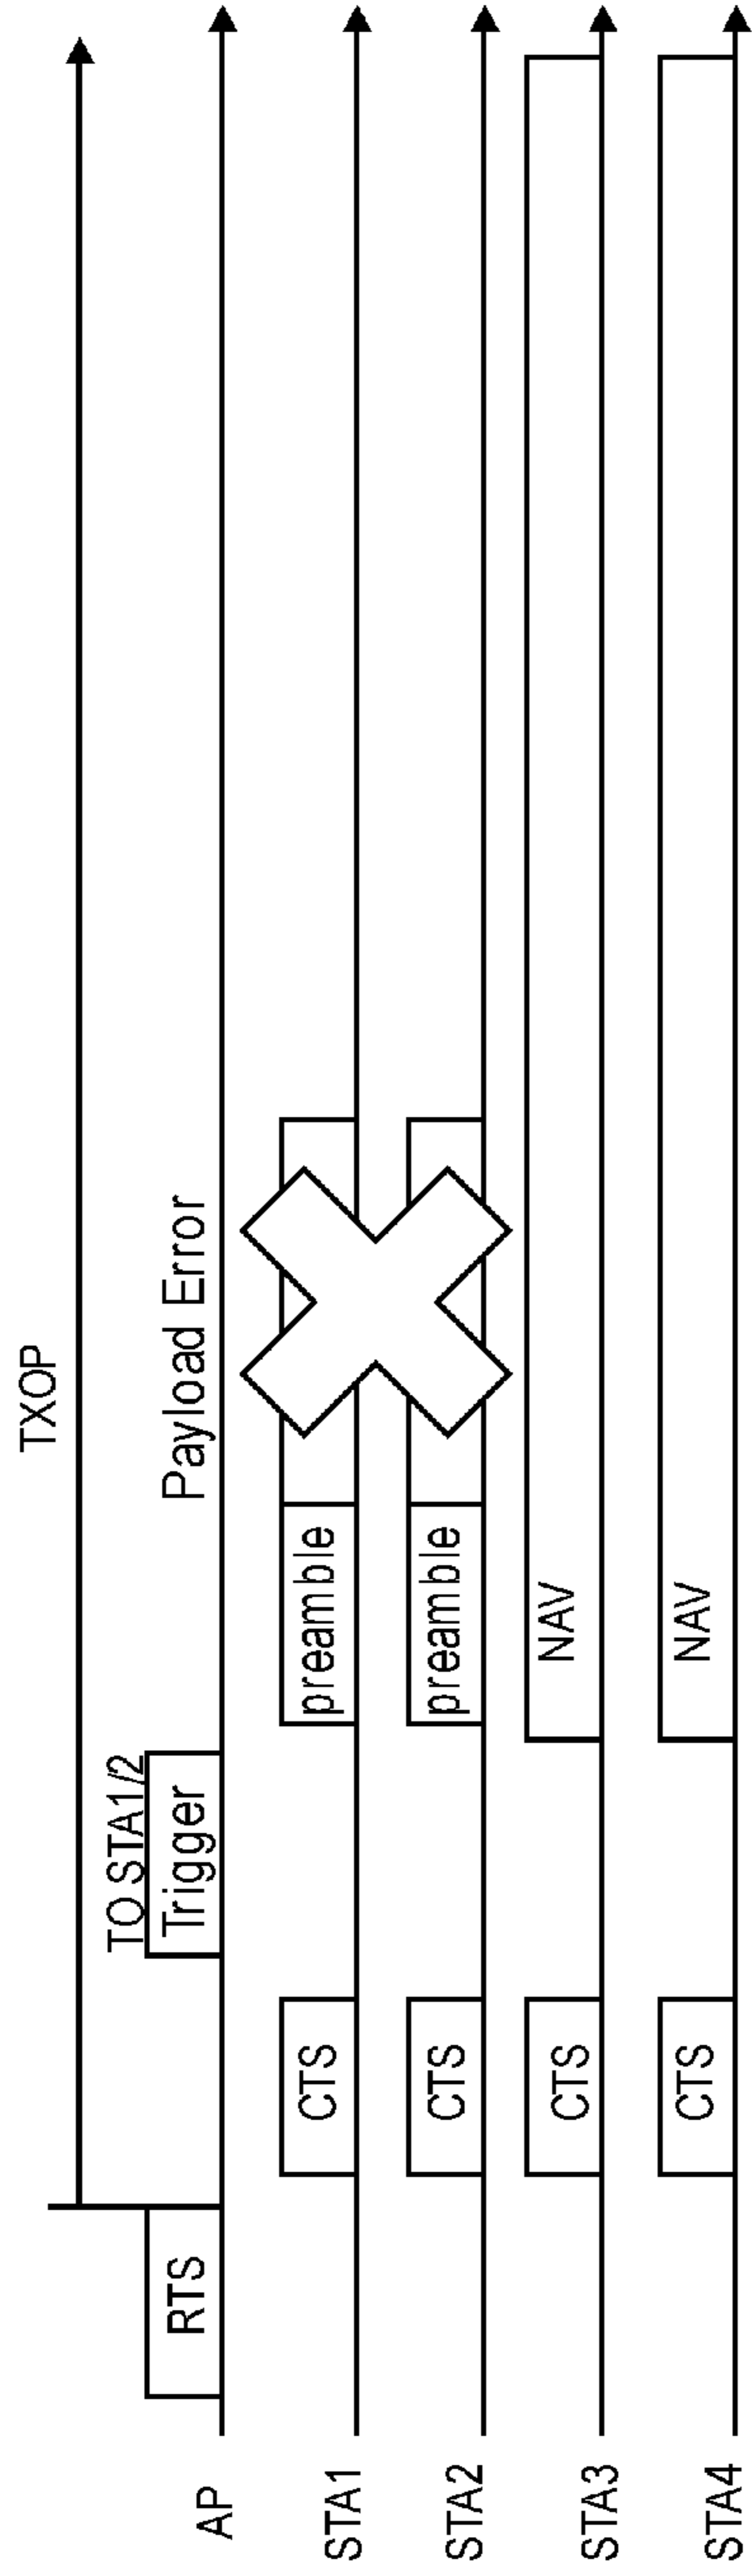 TXOP
TO STA1/2
Payload Error
AP
RTS
Trigger
STA1
CTS
preamble
STA2
CTS
preamble
STA3
CTS
NAV
STA4
CTS
NAV